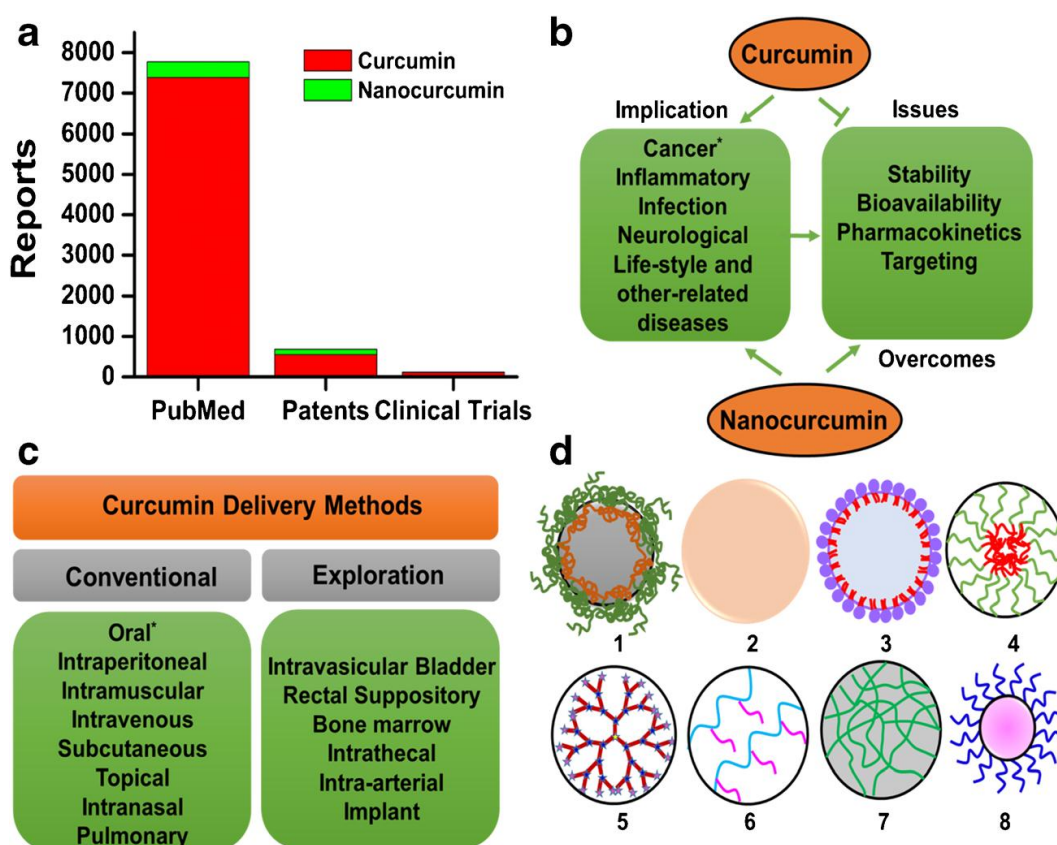 a
8000
7000
6000
5000
4000
3000
2000
1000
0
Reports
Curcumin
Nanocurcumin
PubMed
Patents
Clinical Trials
b
Curcumin
Implication
Issues
Cancer*
Inflammatory
Infection
Neurological
Life-style and
other-related
diseases
Stability
Bioavailability
Pharmacokinetics
Targeting
Overcomes
Nanocurcumin
c
Curcumin Delivery Methods
Conventional
Exploration
Oral*
Intraperitoneal
Intramuscular
Intravenous
Subcutaneous
Topical
Intranasal
Pulmonary
Intravasicular Bladder
Rectal Suppository
Bone marrow
Intrathecal
Intra-arterial
Implant
d
1
2
3
4
5
6
7
8